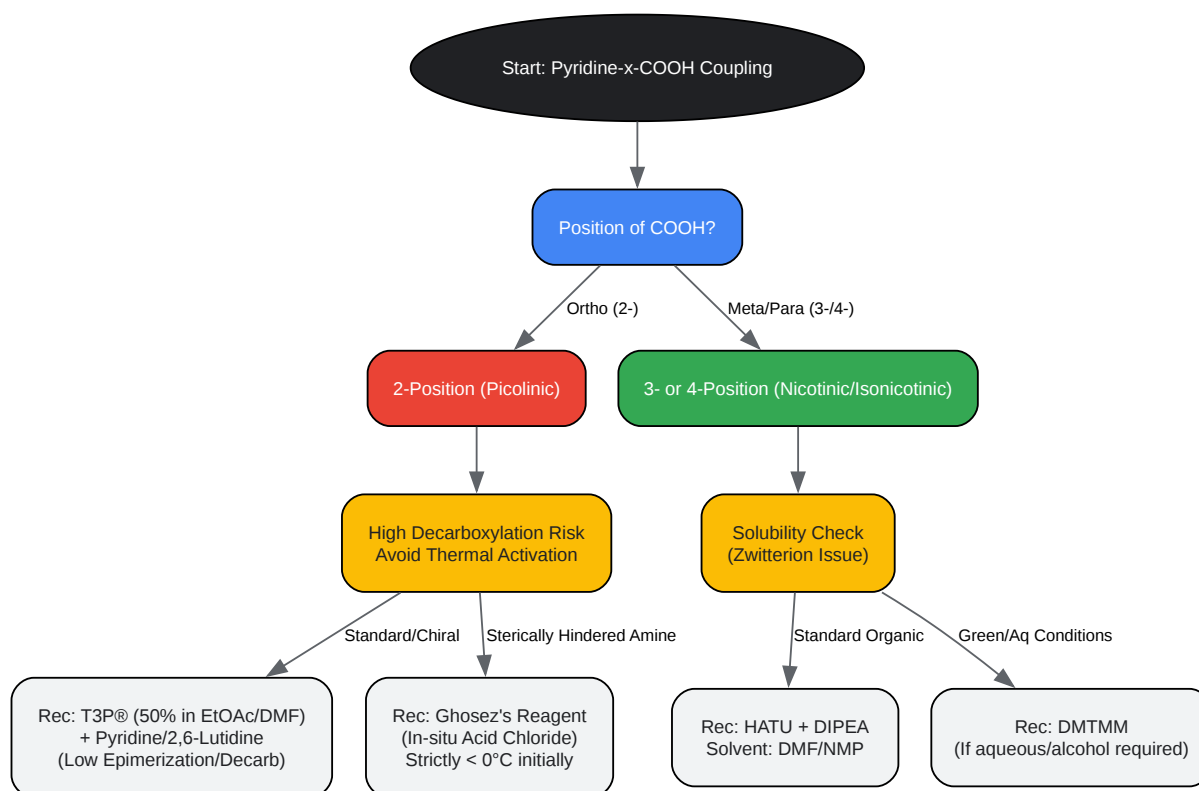 Start: Pyridine-x-COOH Coupling
Position of COOH?
Ortho (2-)
Meta/Para (3-/4-)
2-Position (Picolinic)
3- or 4-Position (Nicotinic/Isonicotinic)
High Decarboxylation Risk
Avoid Thermal Activation
Solubility Check
(Zwitterion Issue)
Standard/Chiral
Sterically Hindered Amine
Standard Organic
Green/Aq Conditions
Rec: T3P® (50% in EtOAc/DMF)
+ Pyridine/2,6-Lutidine
(Low Epimerization/Decarb)
Rec: Ghosez's Reagent
(In-situ Acid Chloride)
Strictly < 0°C initially
Rec: HATU + DIPEA
Solvent: DMF/NMP
Rec: DMTMM
(If aqueous/alcohol required)